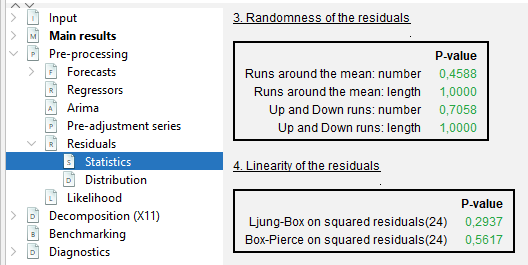 Input
Main results
Pre-processing
Forecasts
Regressors
Arima
Pre-adjustment series
Residuals
Statistics
Distribution
Likelihood
Decomposition (X11)
Benchmarking
Diagnostics
3. Randomness of the residuals
P-value
Runs around the mean: number 0,4588
Runs around the mean: length 1,0000
Up and Down runs: number 0,7058
Up and Down runs: length 1,0000
4. Linearity of the residuals
P-value
Ljung-Box on squared residuals(24) 0,2937
Box-Pierce on squared residuals(24) 0,5617